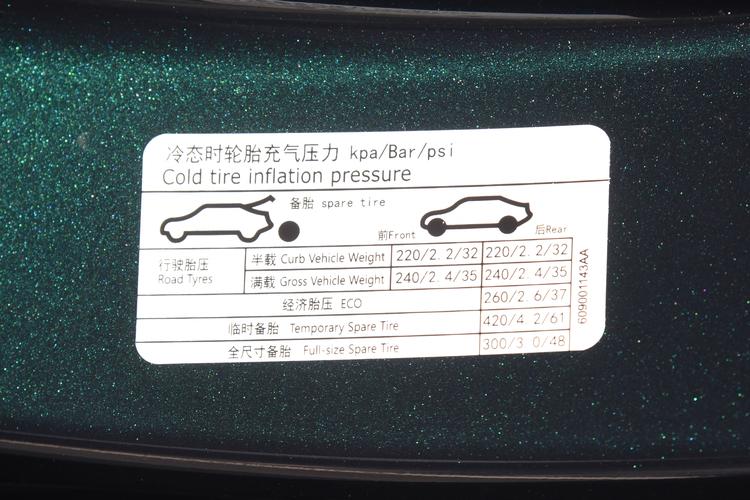 冷态时轮胎充气压力 kpa/Bar/psi
Cold tire inflation pressure
备胎 spare tire
前Front 后Rear
行驶胎压 Road Tyres
半载 Curb Vehicle Weight 220/2.2/32 220/2.2/32
满载 Gross Vehicle Weight 240/2.4/35 240/2.4/35
经济胎压 ECO 260/2.6/37
临时备胎 Temporary Spare Tire 420/4.2/61
全尺寸备胎 Full-size Spare Tire 300/3.0/48
609001143AA